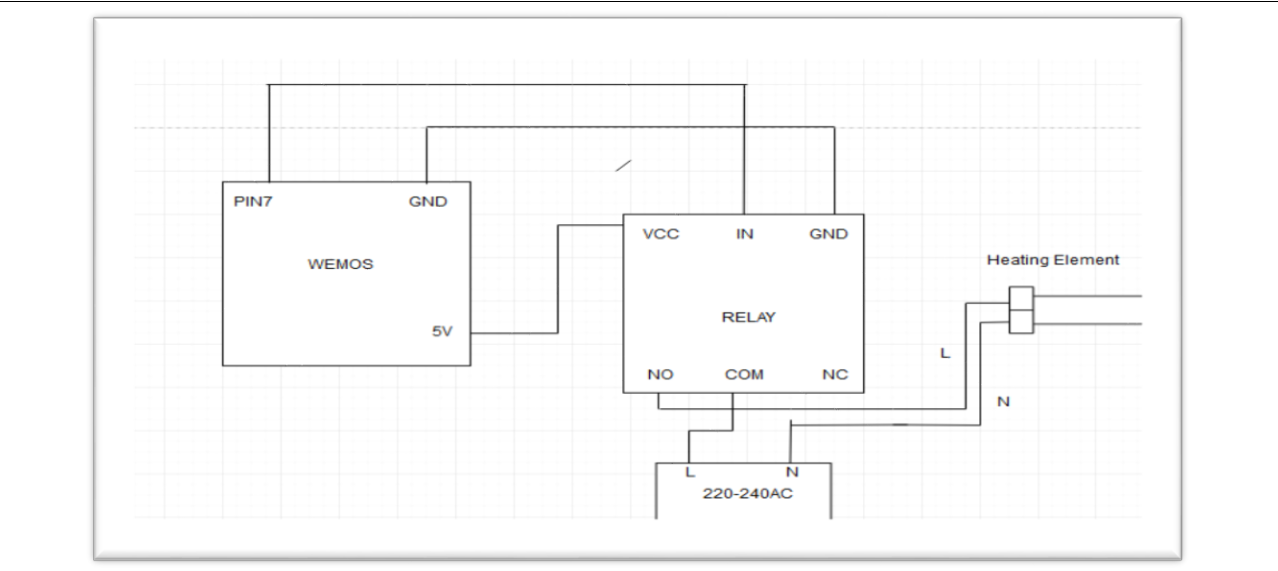 PIN7 GND
WEMOS
5V
VCC IN GND
RELAY
NO COM NC
Heating Element
L
N
L N
220-240AC